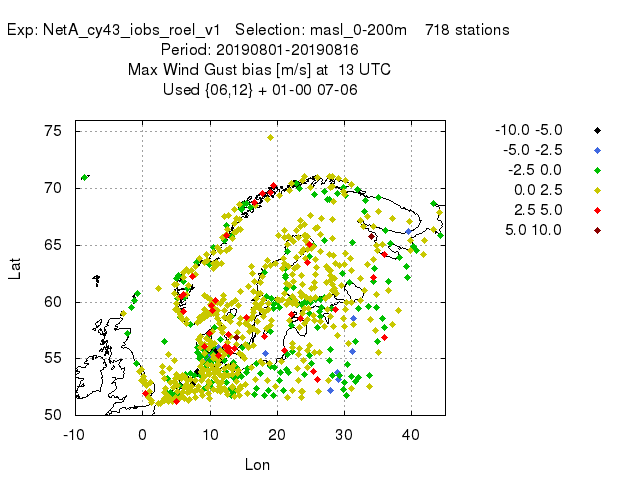 Exp: NetA_cy43_iobs_roel_v1 Selection: masl_0-200m 718 stations
Period: 20190801-20190816
Max Wind Gust bias [m/s] at 13 UTC
Used {06,12} + 01-00 07-06
-10.0 -5.0
-5.0 -2.5
-2.5 0.0
0.0 2.5
2.5 5.0
5.0 10.0
75
70
65
60
55
50
Lat
-10 0 10 20 30 40
Lon